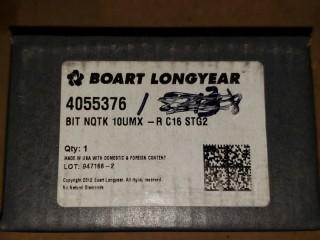 BOART LONGYEAR™
4055376 /
BIT NQTK 10UMX -R C16 STG2
Qty: 1
MADE IN USA WITH DOMESTIC & FOREIGN CONTENT
LOT: 947166-2
Copyright 2012 Boart Longyear. All rights reserved.
No Natural Diamonds